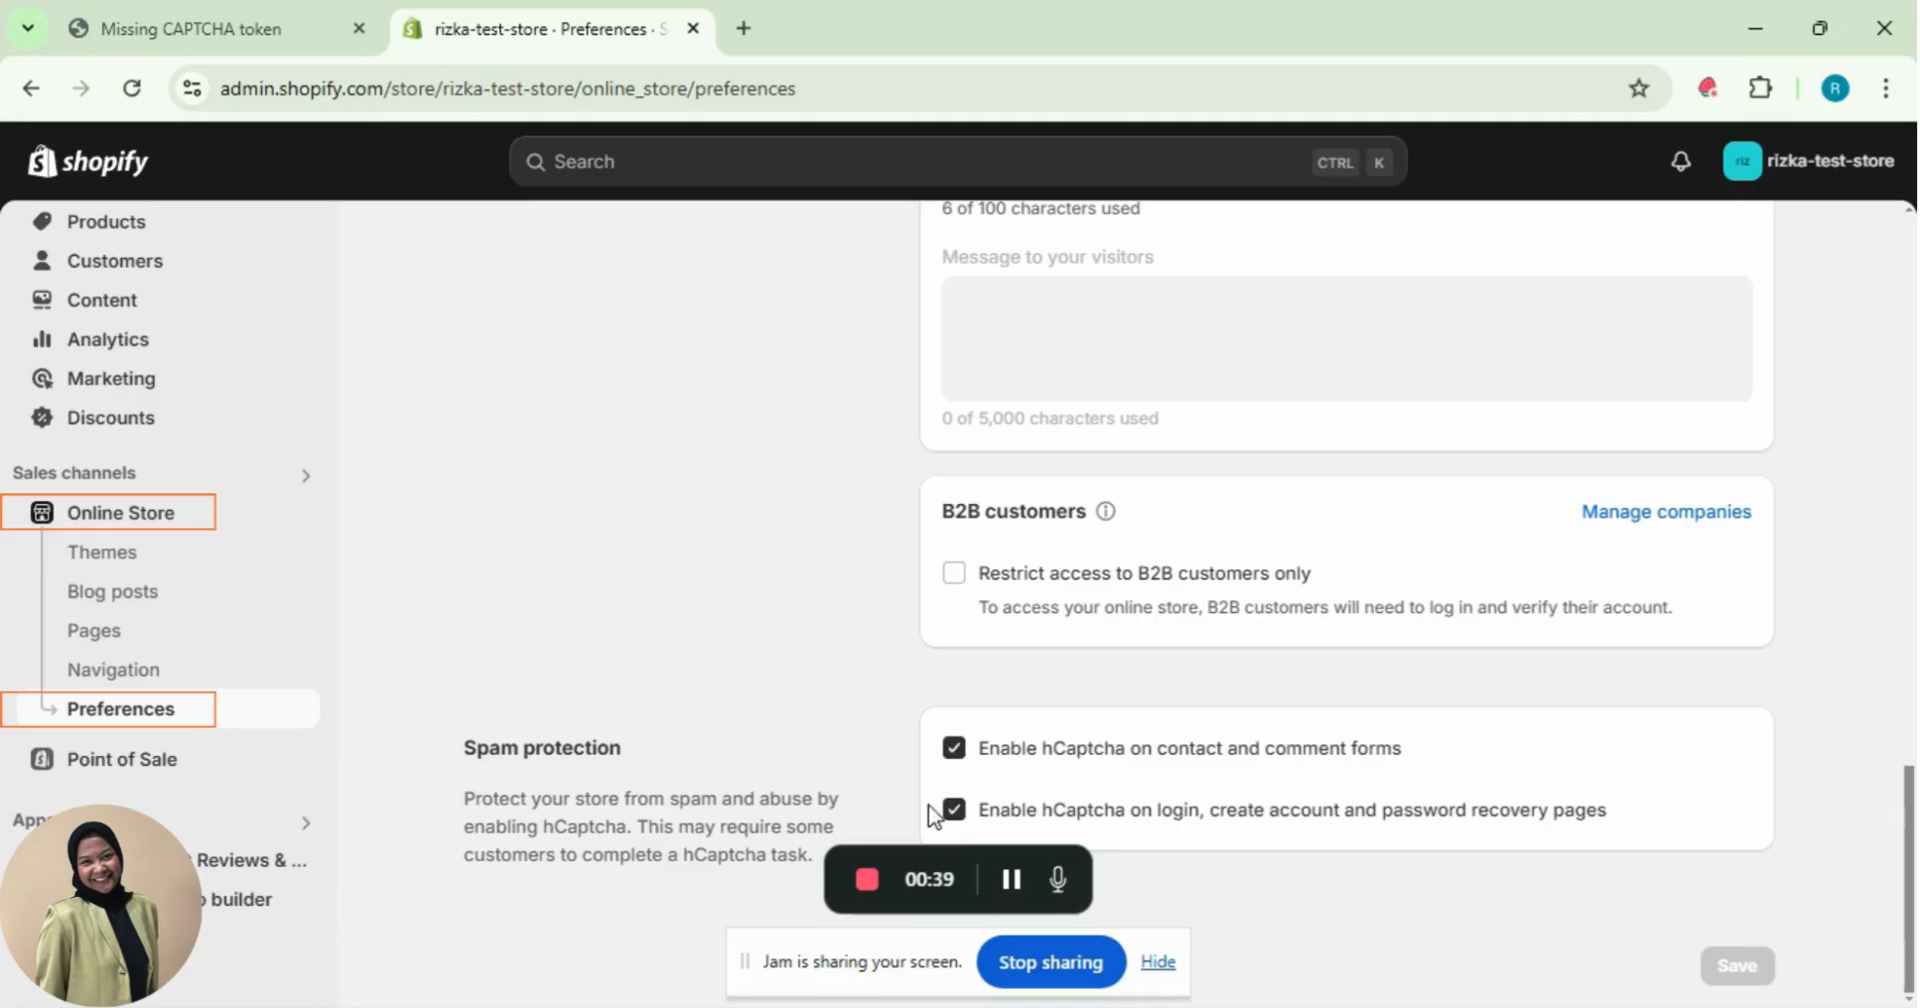 Missing CAPTCHA token
rizka-test-store · Preferences · S
admin.shopify.com/store/rizka-test-store/online_store/preferences
R
shopify
Search
CTRL K
riz
rizka-test-store
Products
Customers
Content
Analytics
Marketing
Discounts
Sales channels
Online Store
Themes
Blog posts
Pages
Navigation
Preferences
Point of Sale
App
Reviews & ...
builder
6 of 100 characters used
Message to your visitors
0 of 5,000 characters used
B2B customers
Manage companies
Restrict access to B2B customers only
To access your online store, B2B customers will need to log in and verify their account.
Spam protection
Protect your store from spam and abuse by
enabling hCaptcha. This may require some
customers to complete a hCaptcha task.
Enable hCaptcha on contact and comment forms
Enable hCaptcha on login, create account and password recovery pages
00:39
Jam is sharing your screen.
Stop sharing
Hide
Save